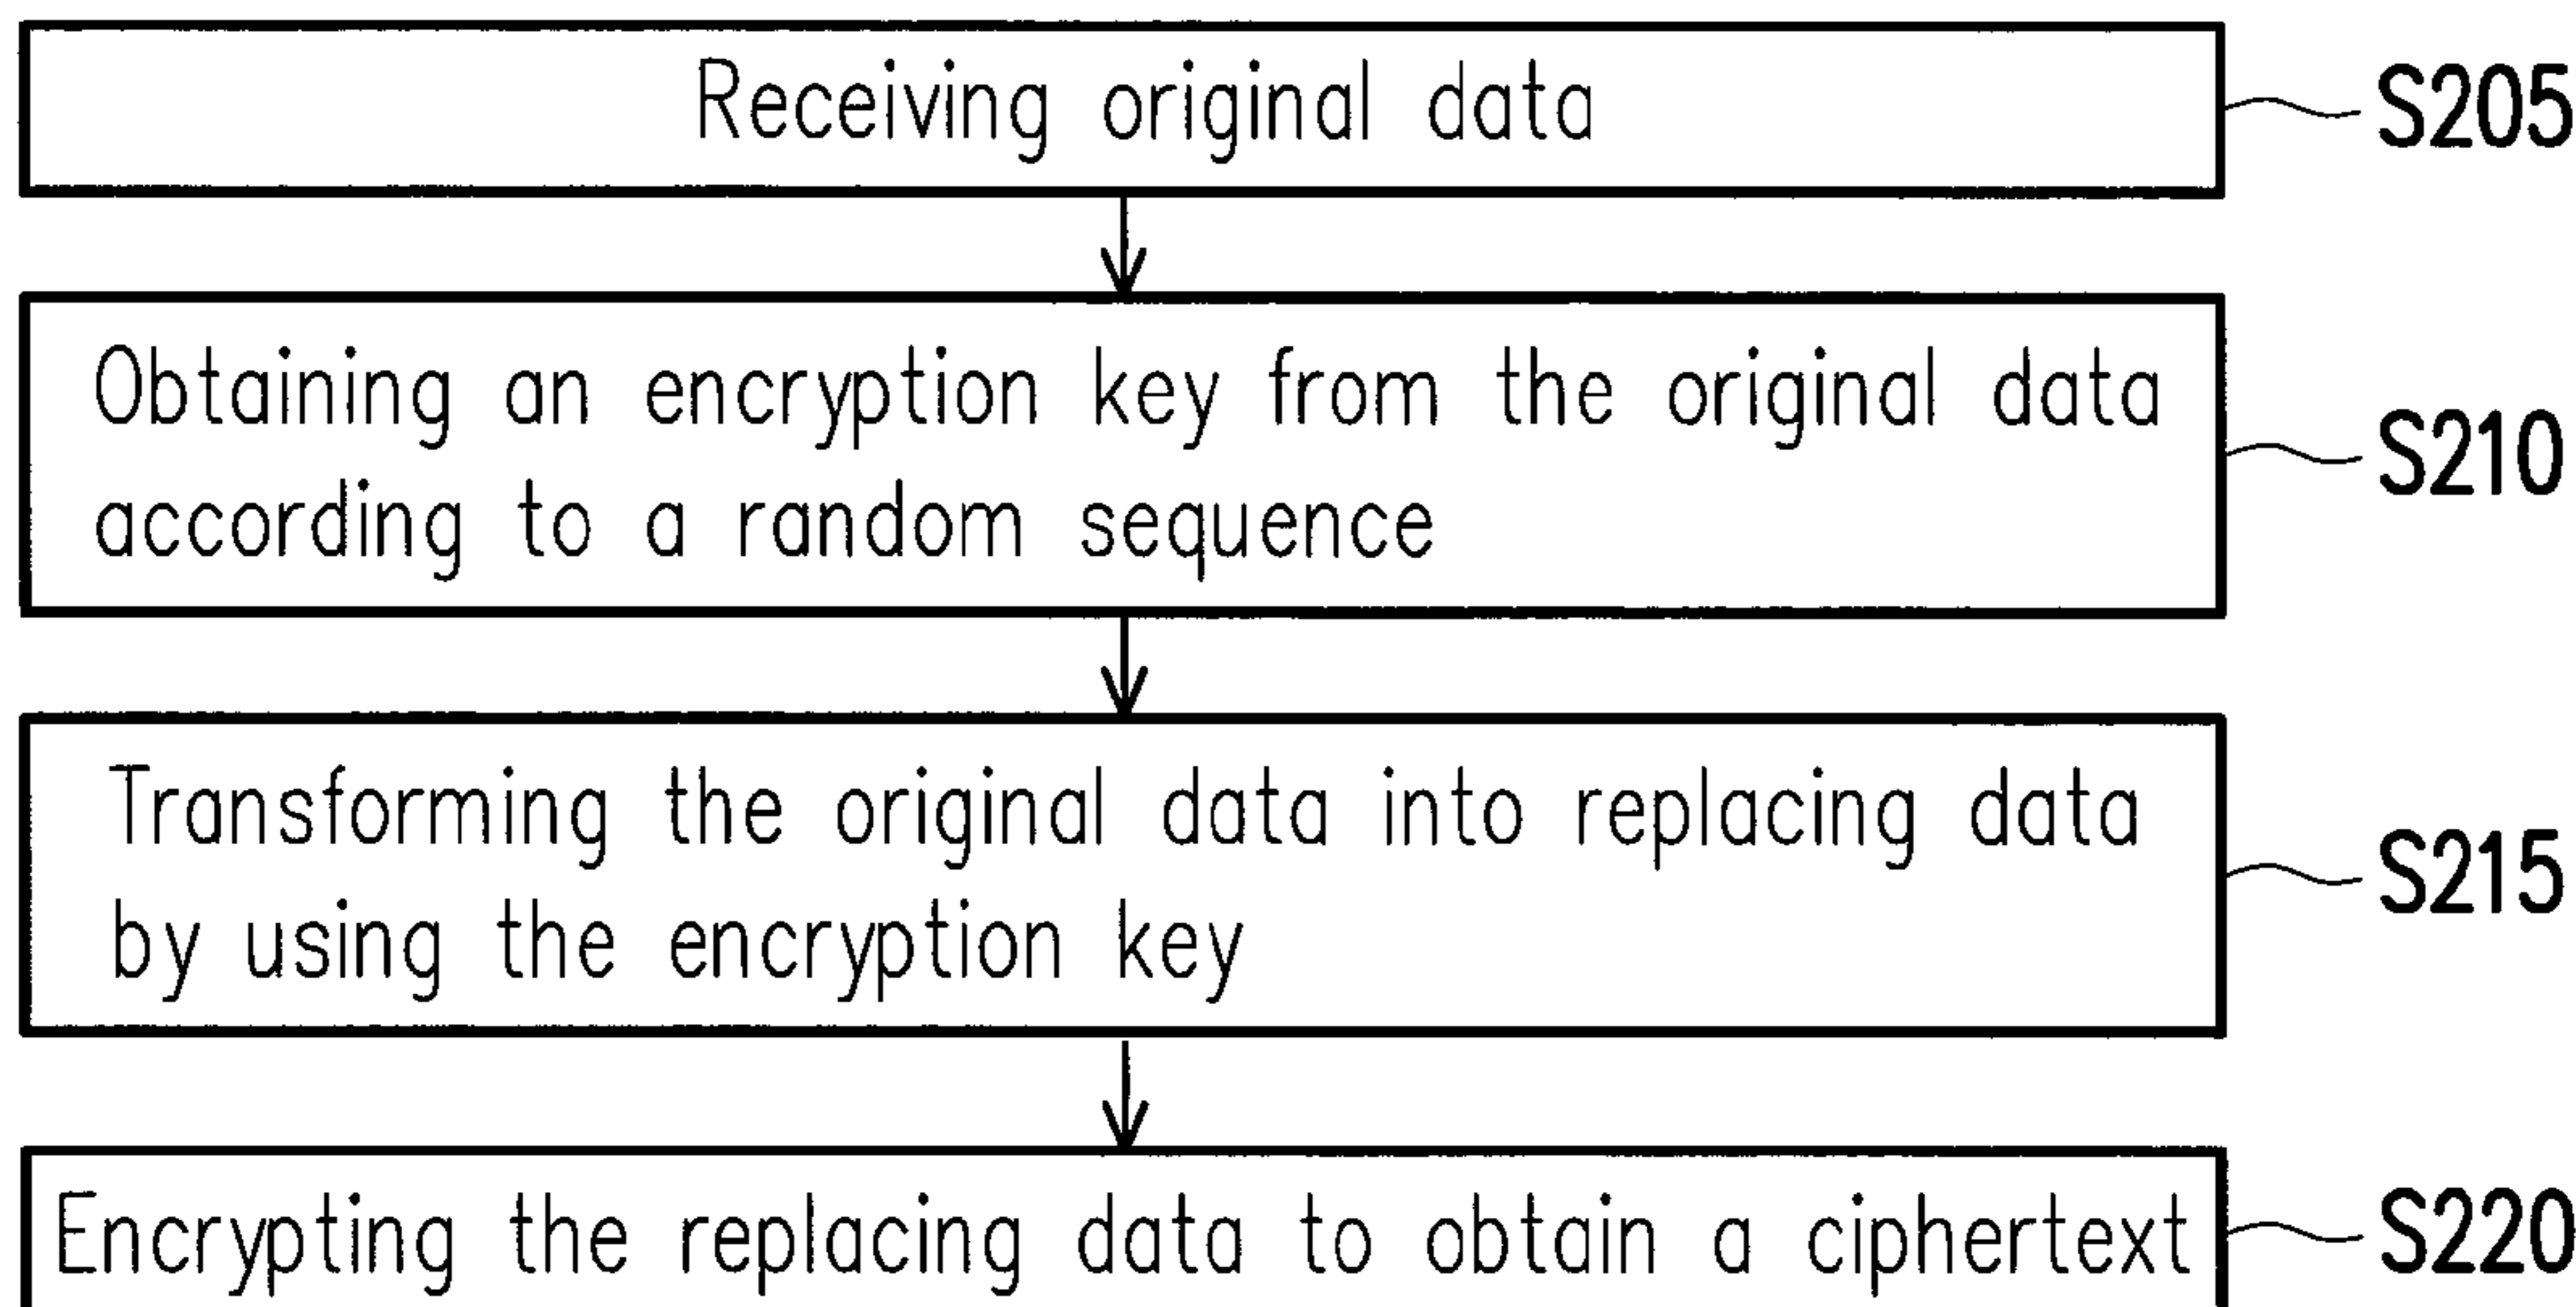 Receiving original data
S205
Obtaining an encryption key from the original data
according to a random sequence
S210
Transforming the original data into replacing data
by using the encryption key
S215
Encrypting the replacing data to obtain a ciphertext
S220